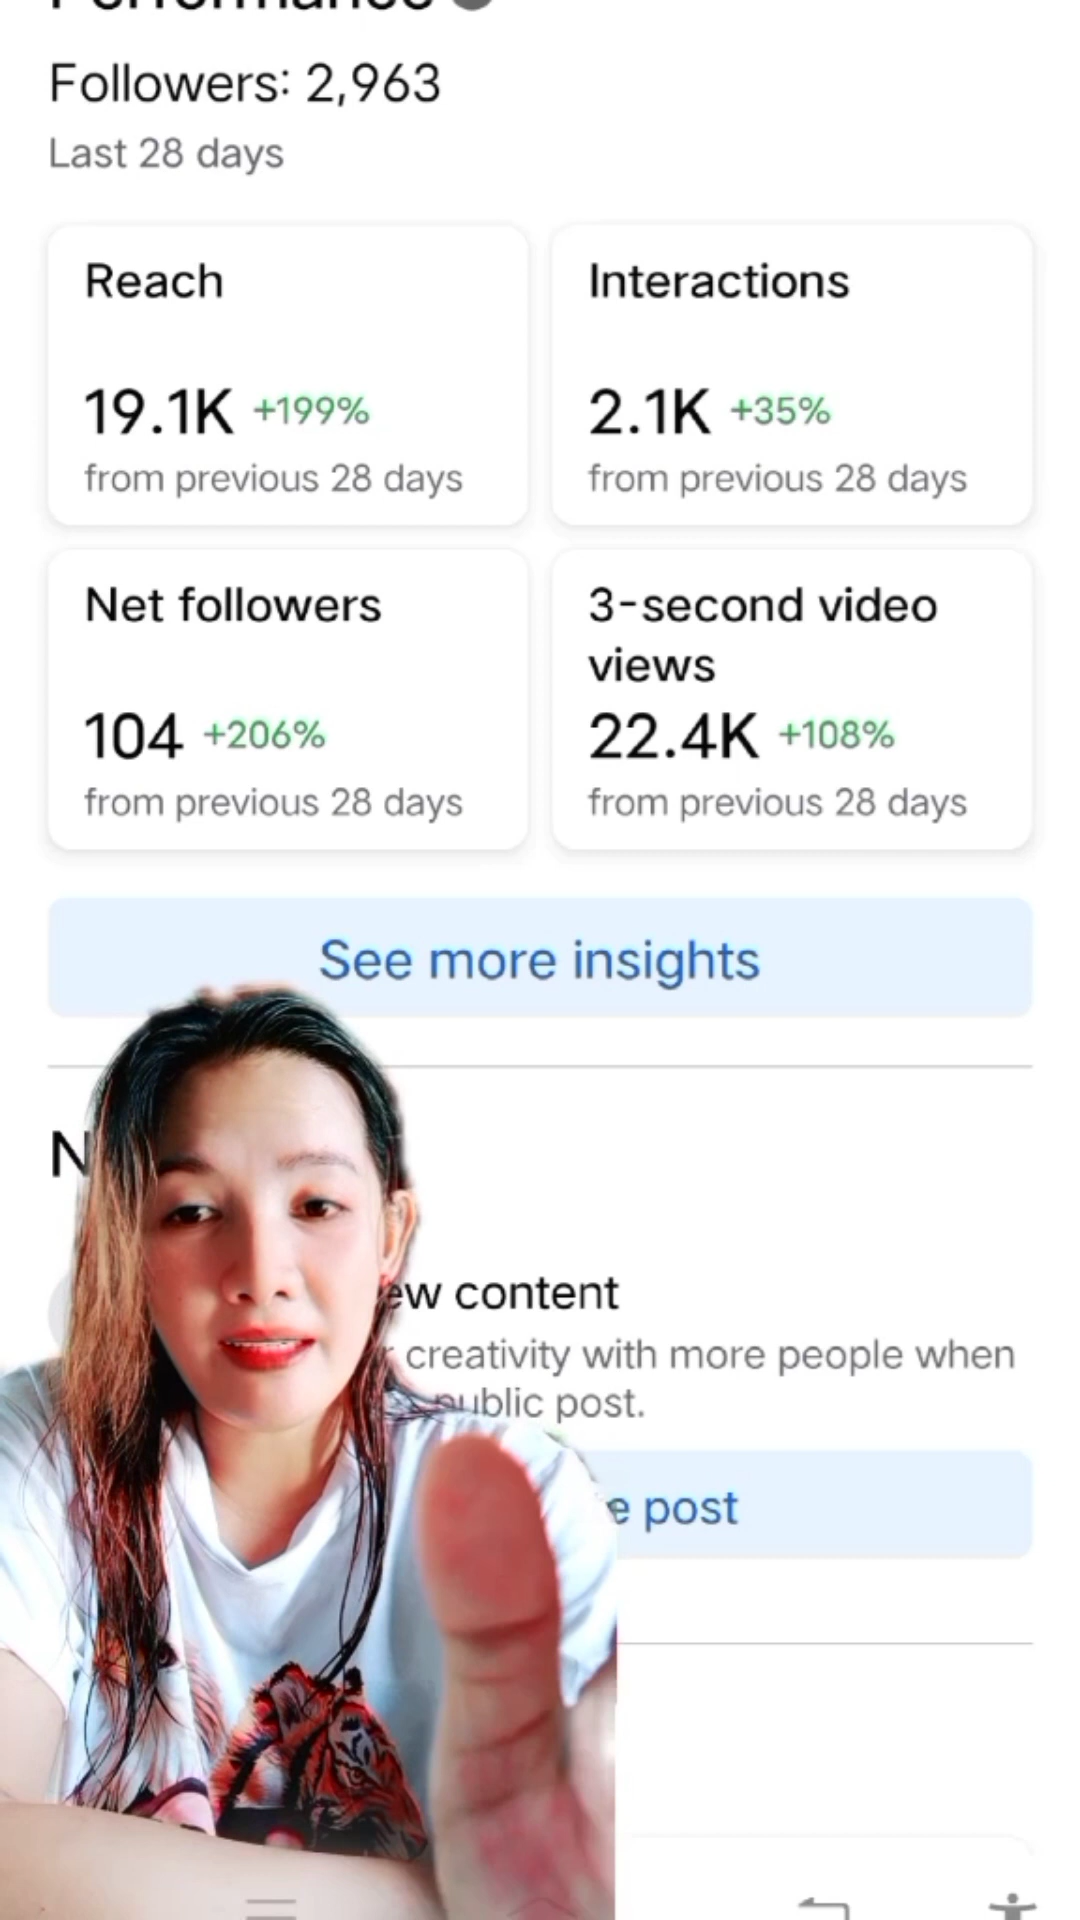 Performance
Followers: 2,963
Last 28 days
Reach
19.1K +199%
from previous 28 days
Interactions
2.1K +35%
from previous 28 days
Net followers
104 +206%
from previous 28 days
3-second video
views
22.4K +108%
from previous 28 days
See more insights
N
ew content
creativity with more people when
public post.
e post